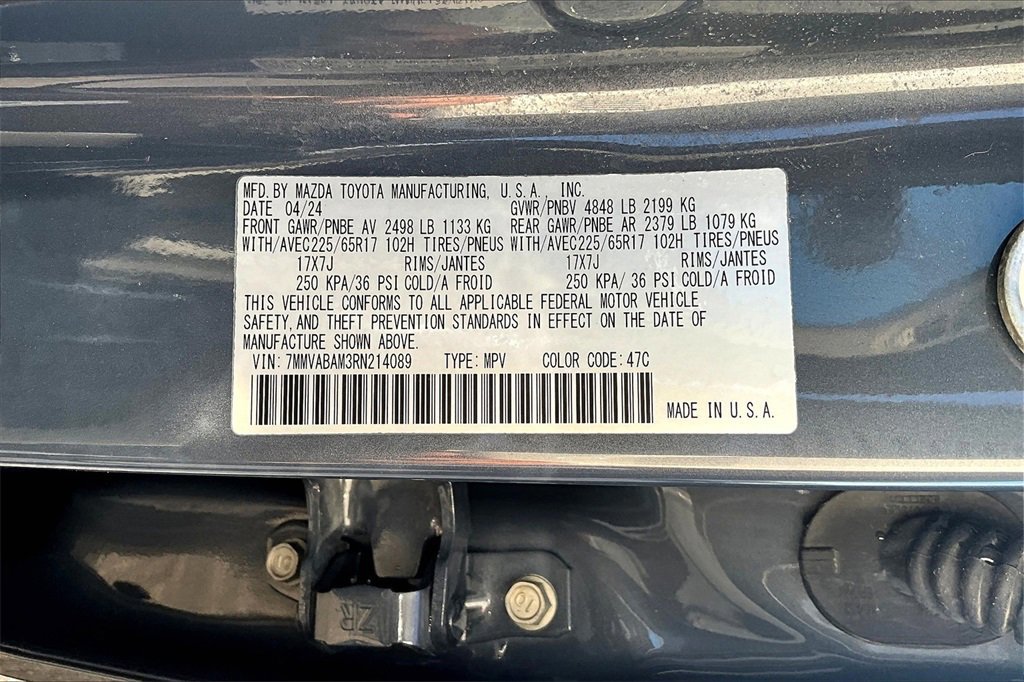 MFD. BY MAZDA TOYOTA MANUFACTURING, U.S.A., INC.
DATE 04/24 GVWR/PNBV 4848 LB 2199 KG
FRONT GAWR/PNBE AV 2498 LB 1133 KG REAR GAWR/PNBE AR 2379 LB 1079 KG
WITH/AVEC225/65R17 102H TIRES/PNEUS WITH/AVEC225/65R17 102H TIRES/PNEUS
17X7J RIMS/JANTES 17X7J RIMS/JANTES
250 KPA/36 PSI COLD/A FROID 250 KPA/36 PSI COLD/A FROID
THIS VEHICLE CONFORMS TO ALL APPLICABLE FEDERAL MOTOR VEHICLE
SAFETY, AND THEFT PREVENTION STANDARDS IN EFFECT ON THE DATE OF
MANUFACTURE SHOWN ABOVE.
VIN: 7MMVABAM3RN214089 TYPE: MPV COLOR CODE: 47C
MADE IN U.S.A.
ZR
10